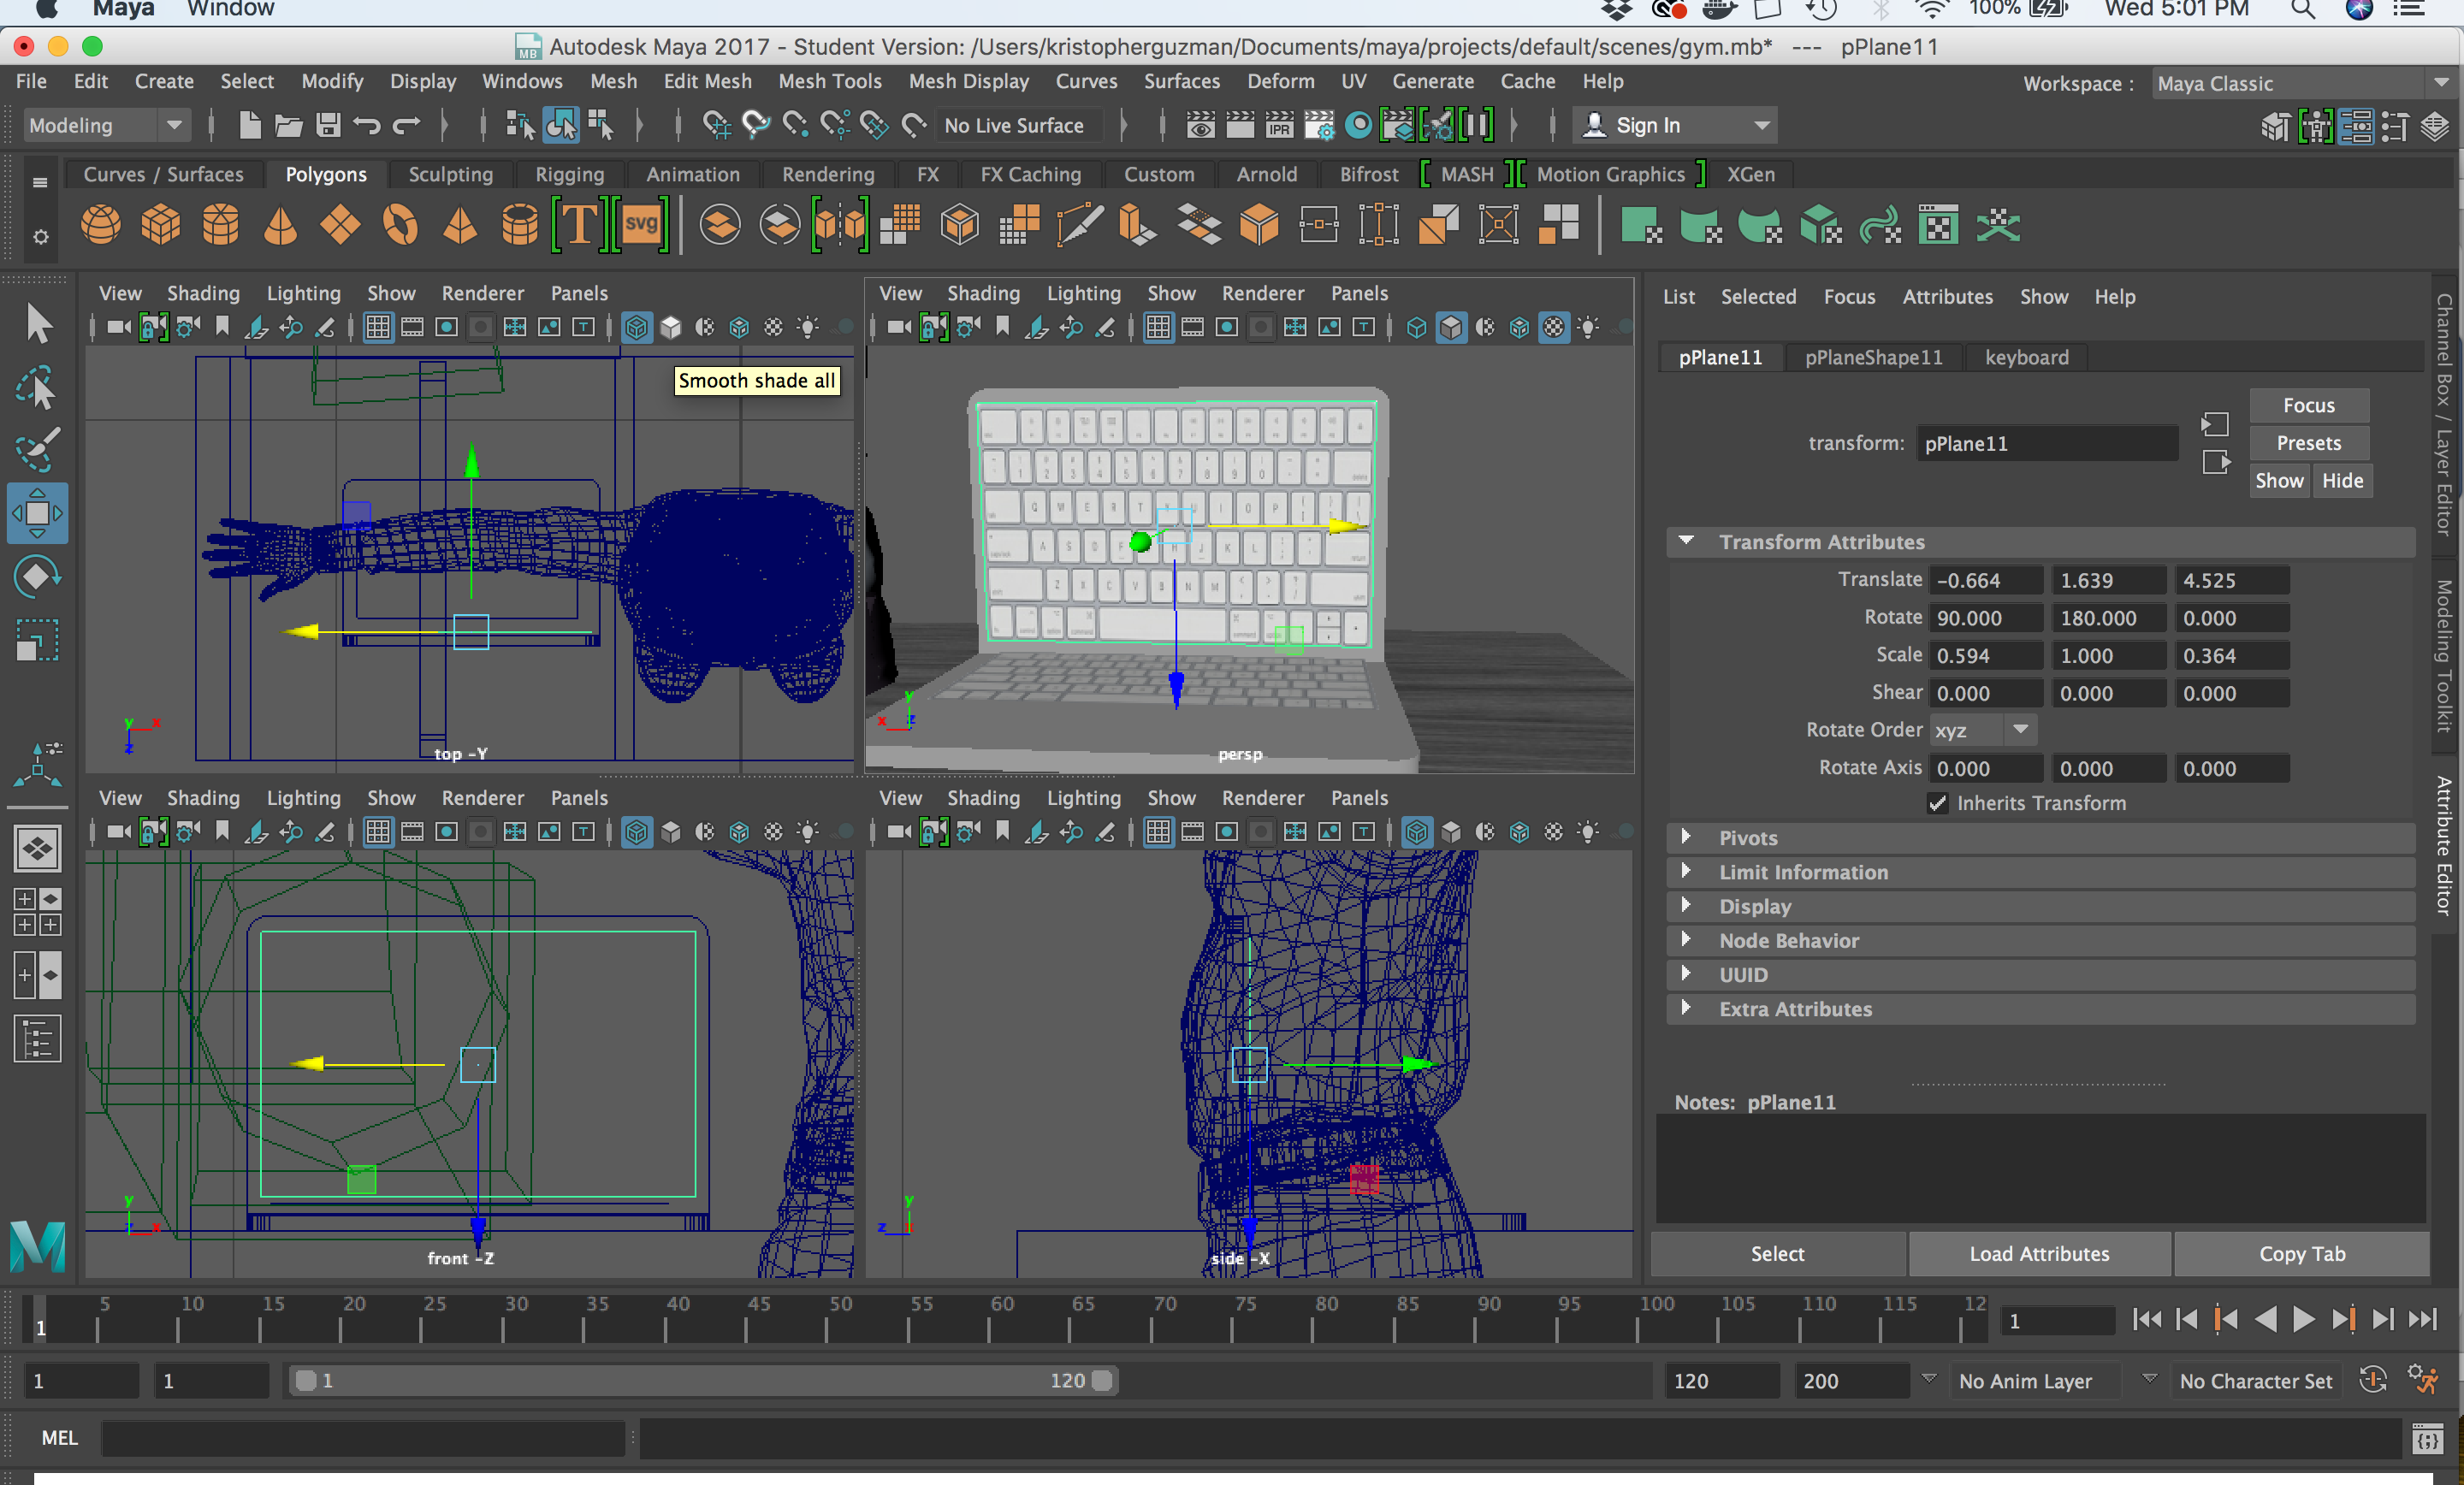 Maya Window 100% Wed 5:01 PM
Autodesk Maya 2017 - Student Version: /Users/kristopherguzman/Documents/maya/projects/default/scenes/gym.mb* --- pPlane11
File Edit Create Select Modify Display Windows Mesh Edit Mesh Mesh Tools Mesh Display Curves Surfaces Deform UV Generate Cache Help Workspace : Maya Classic
Modeling No Live Surface IPR Sign In
Curves / Surfaces Polygons Sculpting Rigging Animation Rendering FX FX Caching Custom Arnold Bifrost MASH Motion Graphics XGen
T svg
View Shading Lighting Show Renderer Panels
View Shading Lighting Show Renderer Panels
Smooth shade all
top -Y
persp
View Shading Lighting Show Renderer Panels
View Shading Lighting Show Renderer Panels
front -Z
side -X
List Selected Focus Attributes Show Help
pPlane11 pPlaneShape11 keyboard
transform: pPlane11
Focus
Presets
Show Hide
Transform Attributes
Translate -0.664 1.639 4.525
Rotate 90.000 180.000 0.000
Scale 0.594 1.000 0.364
Shear 0.000 0.000 0.000
Rotate Order xyz
Rotate Axis 0.000 0.000 0.000
Inherits Transform
Pivots
Limit Information
Display
Node Behavior
UUID
Extra Attributes
Notes: pPlane11
Select Load Attributes Copy Tab
Channel Box / Layer Editor
Modeling Toolkit
Attribute Editor
5 10 15 20 25 30 35 40 45 50 55 60 65 70 75 80 85 90 95 100 105 110 115 12
1 1
1 1 1 120 120 200 No Anim Layer No Character Set
MEL